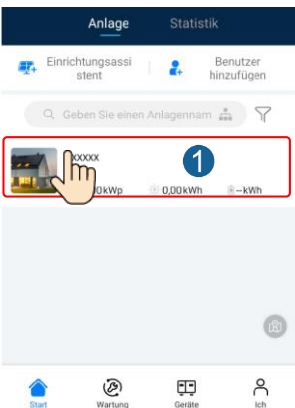 Anlage Statistik
Einrichtungsassi
stent
Benutzer
hinzufügen
Geben Sie einen Anlagennam
xxxxx
1
0kWp 0,00kWh --kWh
Start Wartung Geräte Ich